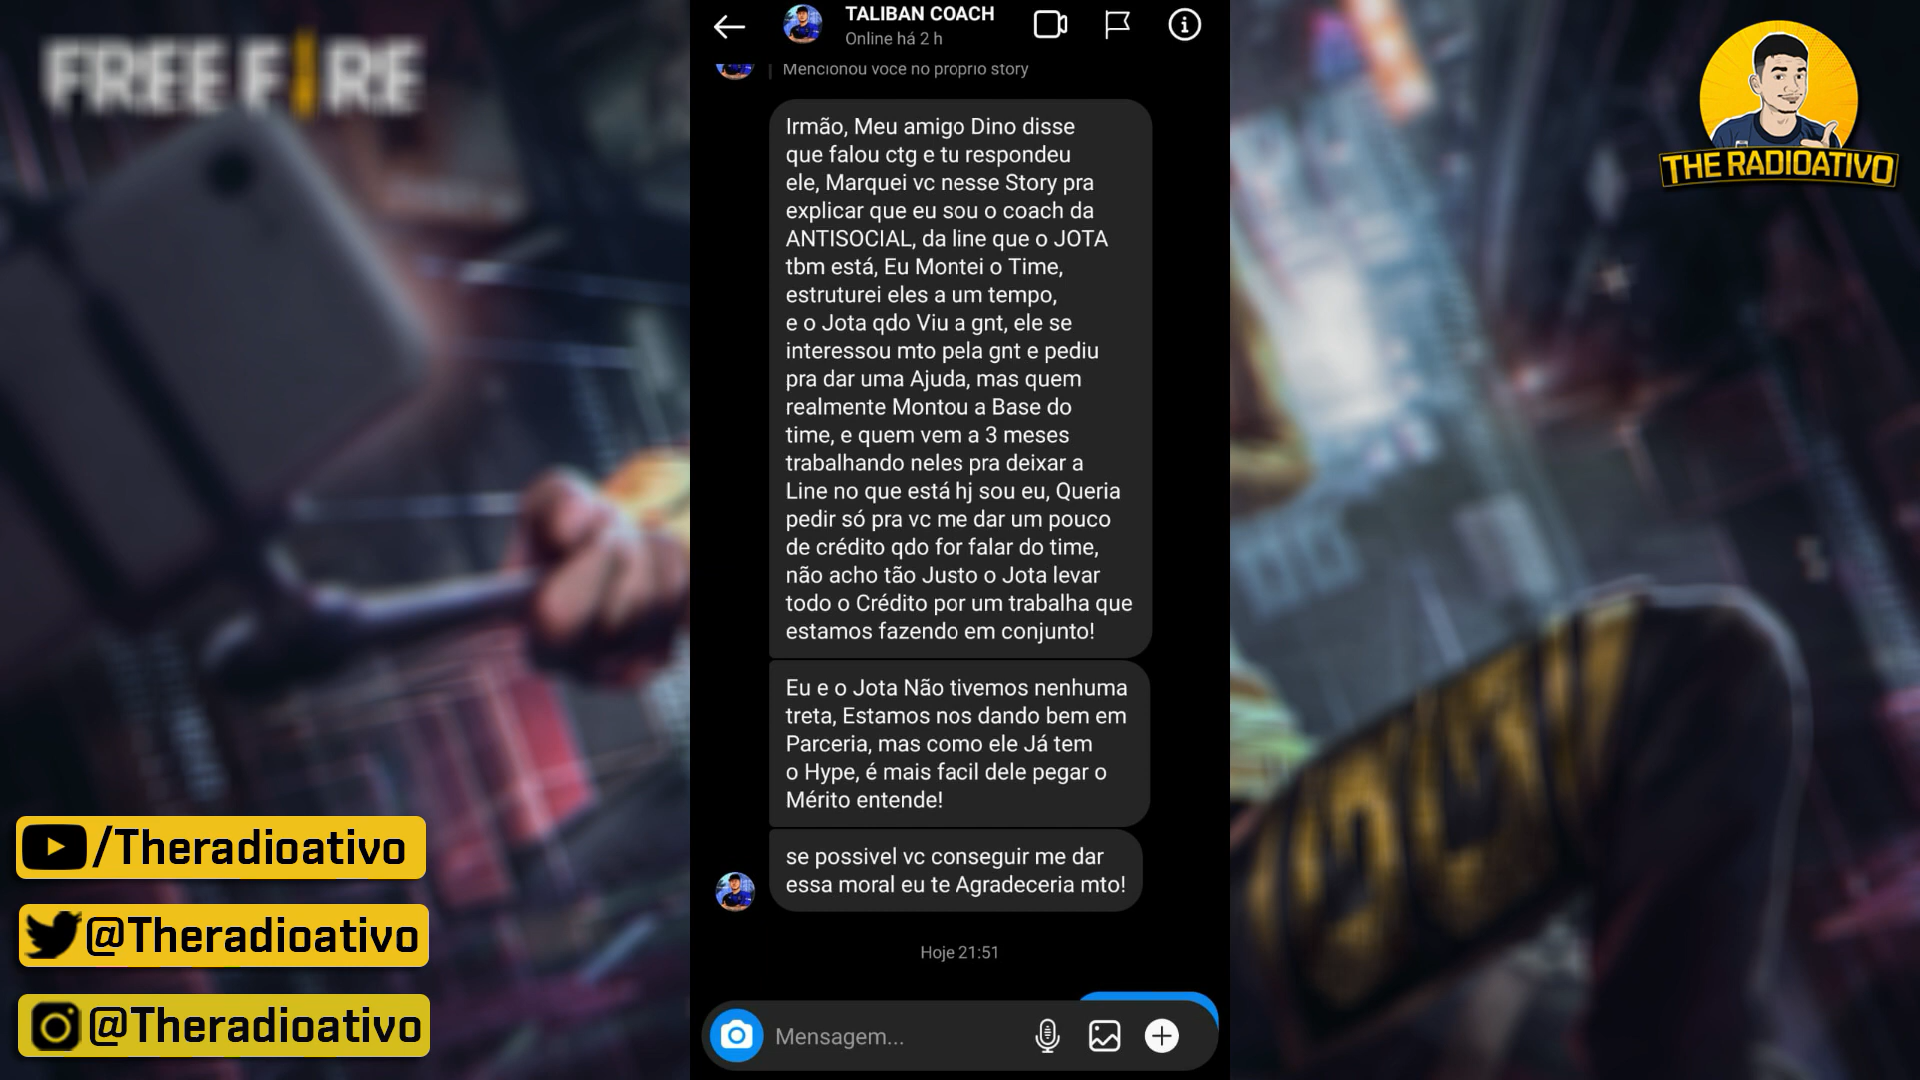 FREE FIRE
TALIBAN COACH
Online há 2 h
Mencionou você no próprio story
Irmão, Meu amigo Dino disse
que falou ctg e tu respondeu
ele, Marquei vc nesse Story pra
explicar que eu sou o coach da
ANTISOCIAL, da line que o JOTA
tbm está, Eu Montei o Time,
estruturei eles a um tempo,
e o Jota qdo Viu a gnt, ele se
interessou mto pela gnt e pediu
pra dar uma Ajuda, mas quem
realmente Montou a Base do
time, e quem vem a 3 meses
trabalhando neles pra deixar a
Line no que está hj sou eu, Queria
pedir só pra vc me dar um pouco
de crédito qdo for falar do time,
não acho tão Justo o Jota levar
todo o Crédito por um trabalha que
estamos fazendo em conjunto!
Eu e o Jota Não tivemos nenhuma
treta, Estamos nos dando bem em
Parceria, mas como ele Já tem
o Hype, é mais facil dele pegar o
Mérito entende!
se possivel vc conseguir me dar
essa moral eu te Agradeceria mto!
Hoje 21:51
Mensagem...
THE RADIOATIVO
/Theradioativo
@Theradioativo
@Theradioativo